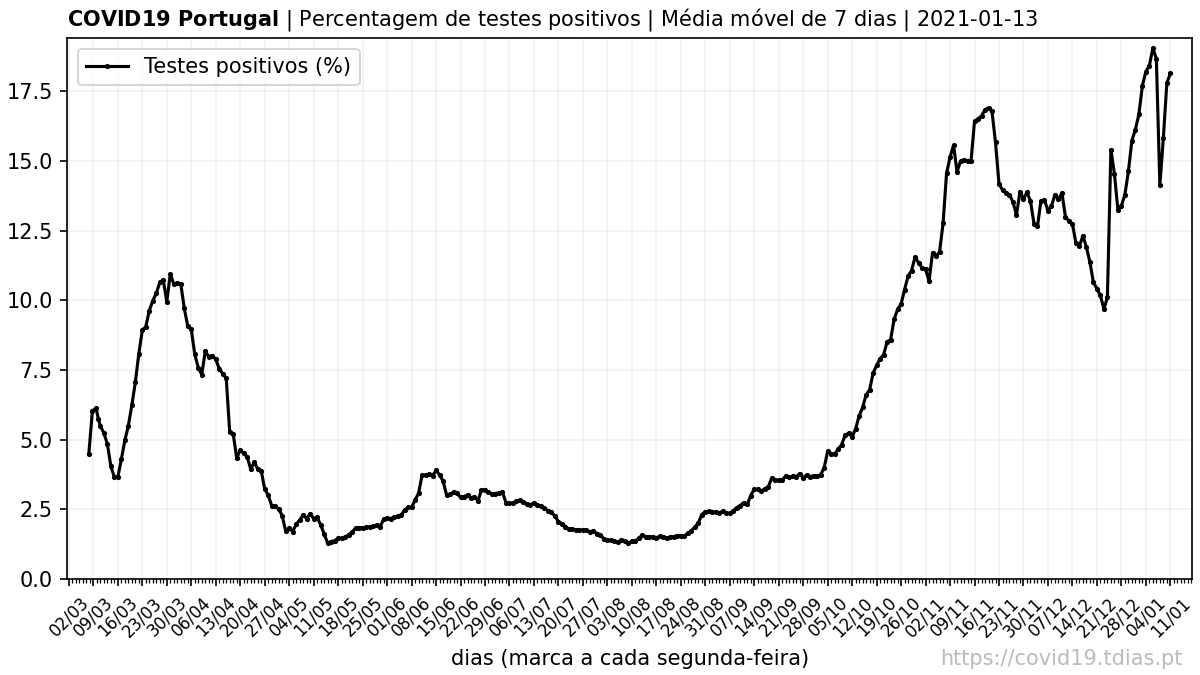 COVID19 Portugal | Percentagem de testes positivos | Média móvel de 7 dias | 2021-01-13
Testes positivos (%)
17.5
15.0
12.5
10.0
7.5
5.0
2.5
0.0
02/03 09/03 16/03 23/03 30/03 06/04 13/04 20/04 27/04 04/05 11/05 18/05 25/05 01/06 08/06 15/06 22/06 29/06 06/07 13/07 20/07 27/07 03/08 10/08 17/08 24/08 31/08 07/09 14/09 21/09 28/09 05/10 12/10 19/10 26/10 02/11 09/11 16/11 23/11 30/11 07/12 14/12 21/12 28/12 04/01 11/01
dias (marca a cada segunda-feira)
https://covid19.tdias.pt